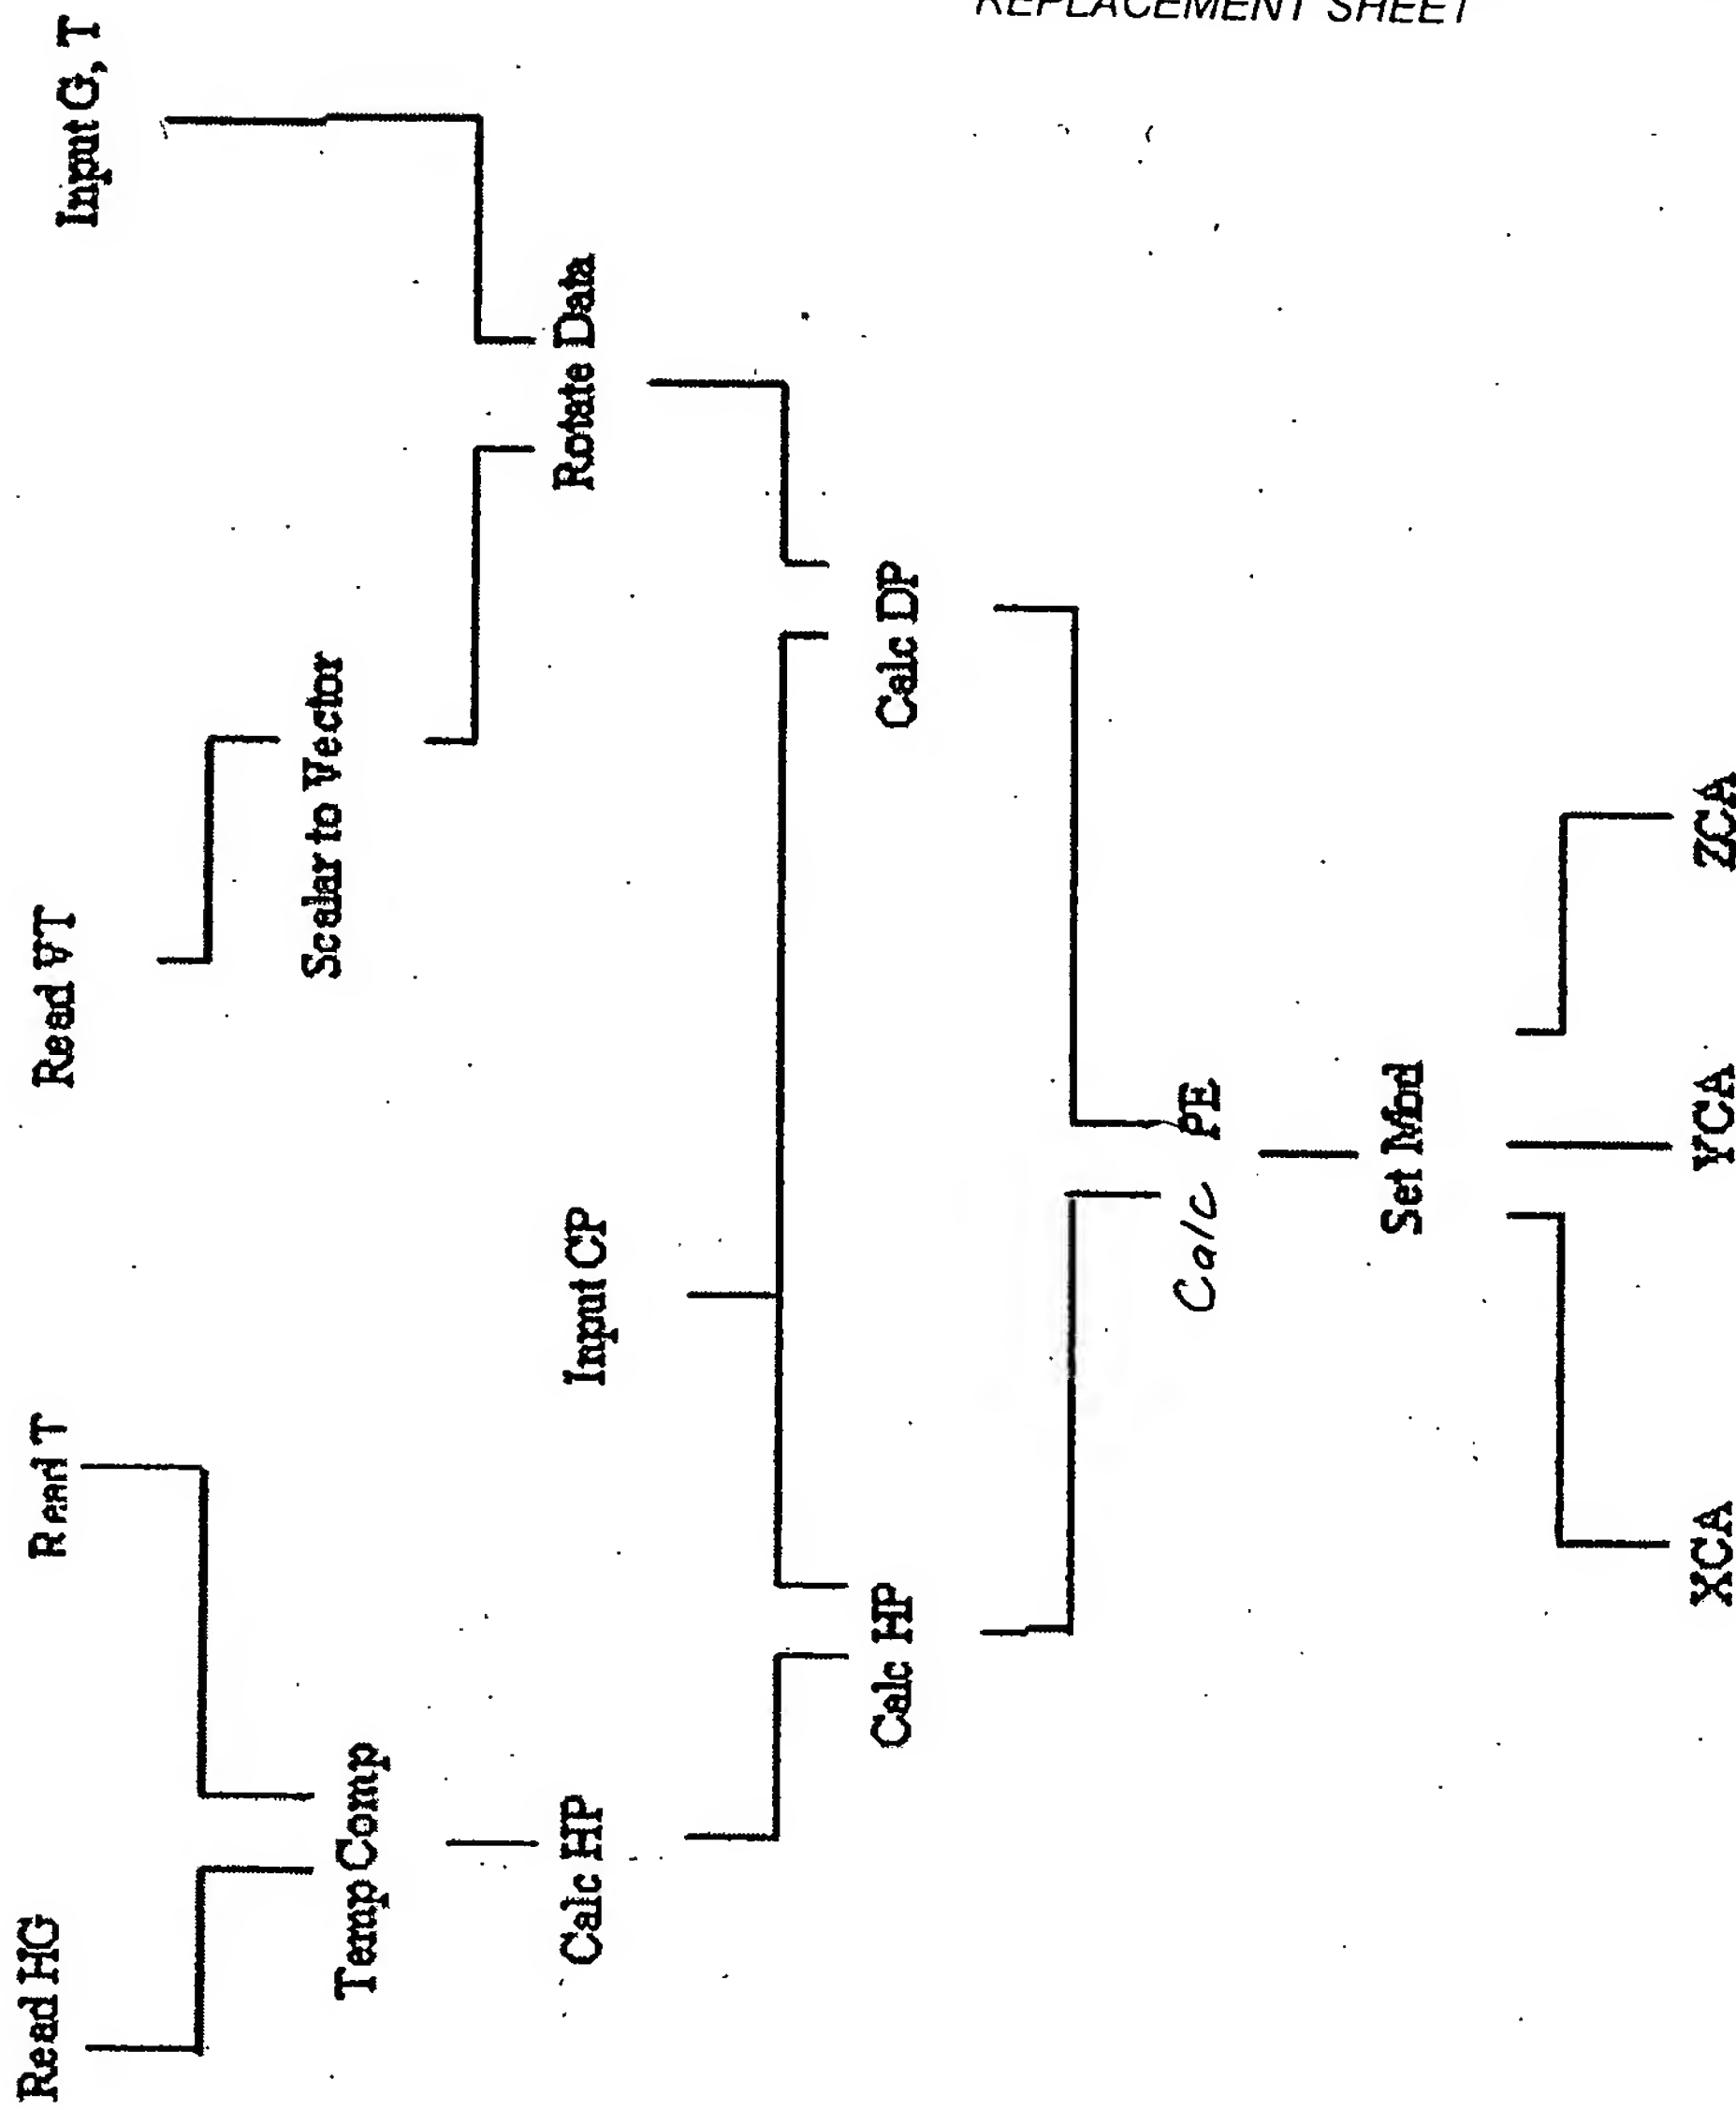 REPLACEMENT SHEET
Read HG
Read T
Read VT
Input G, T
Temp Comp
Scalar to Vector
Calc HP
Input CP
Rotate Data
Calc HP
Calc DP
Calc PE
Set Mod
XCA
YCA
ZCA